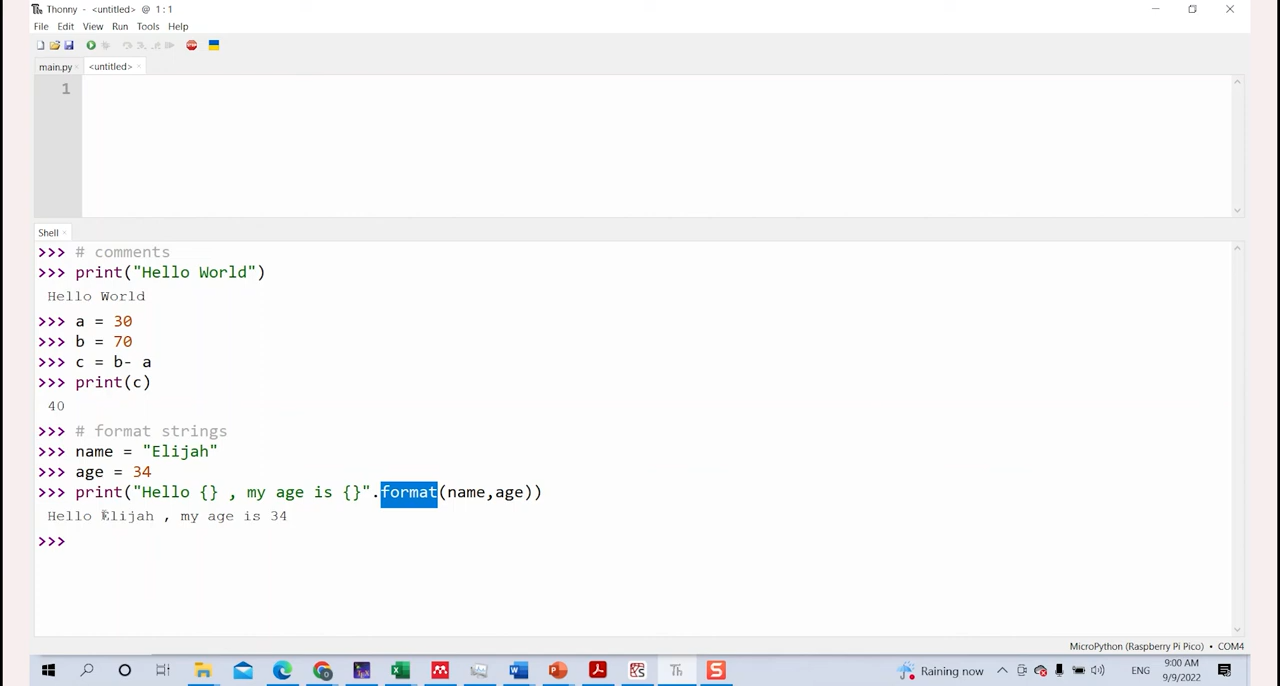 Thonny - <untitled> @ 1 : 1
File Edit View Run Tools Help
main.py × <untitled> ×
1
Shell ×
>>> # comments
>>> print("Hello World")
Hello World
>>> a = 30
>>> b = 70
>>> c = b- a
>>> print(c)
40
>>> # format strings
>>> name = "Elijah"
>>> age = 34
>>> print("Hello {} , my age is {}".format(name,age))
Hello Elijah , my age is 34
>>>
MicroPython (Raspberry Pi Pico) • COM4
Raining now ENG 9:00 AM
9/9/2022